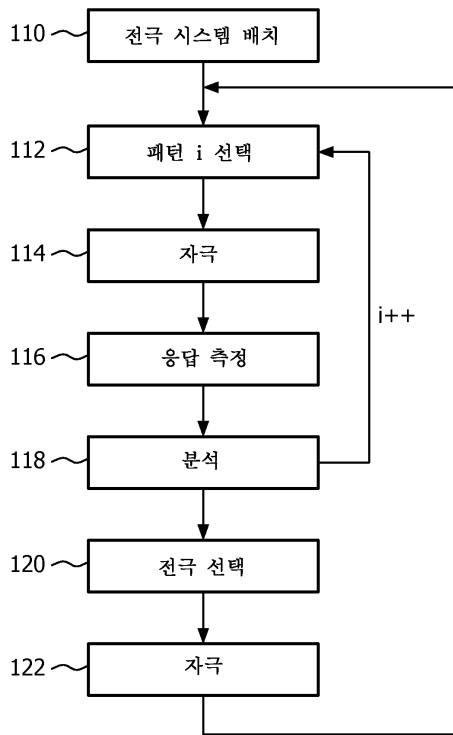 110 전극 시스템 배치
112 패턴 i 선택
114 자극
116 응답 측정
i++
118 분석
120 전극 선택
122 자극